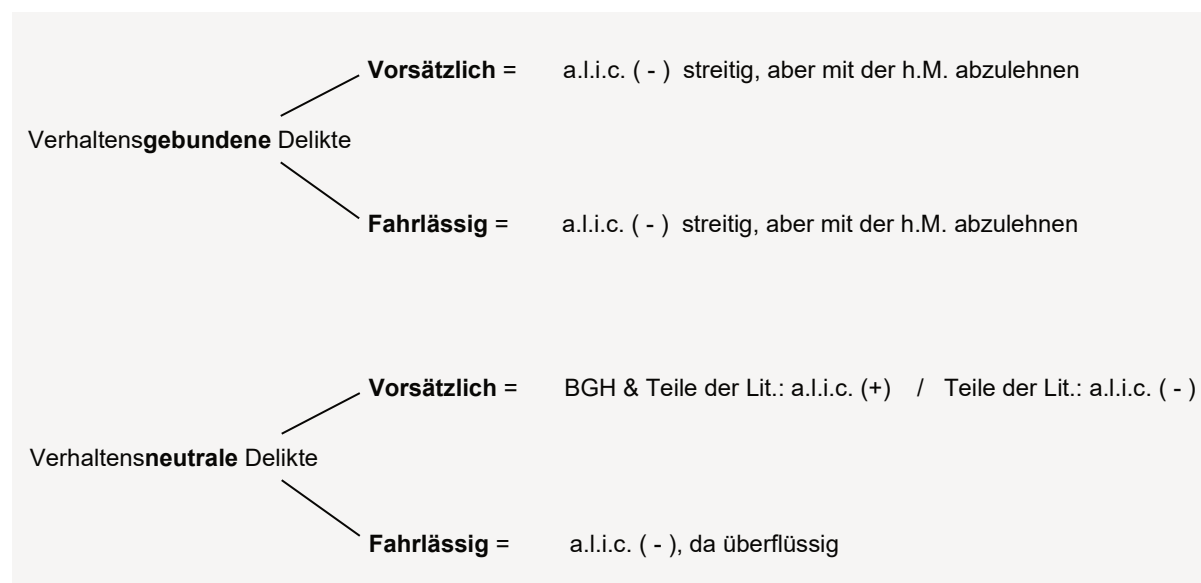 Vorsätzlich = a.l.i.c. ( - ) streitig, aber mit der h.M. abzulehnen
Verhaltensgebundene Delikte
Fahrlässig = a.l.i.c. ( - ) streitig, aber mit der h.M. abzulehnen
Vorsätzlich = BGH & Teile der Lit.: a.l.i.c. (+) / Teile der Lit.: a.l.i.c. ( - )
Verhaltensneutrale Delikte
Fahrlässig = a.l.i.c. ( - ), da überflüssig